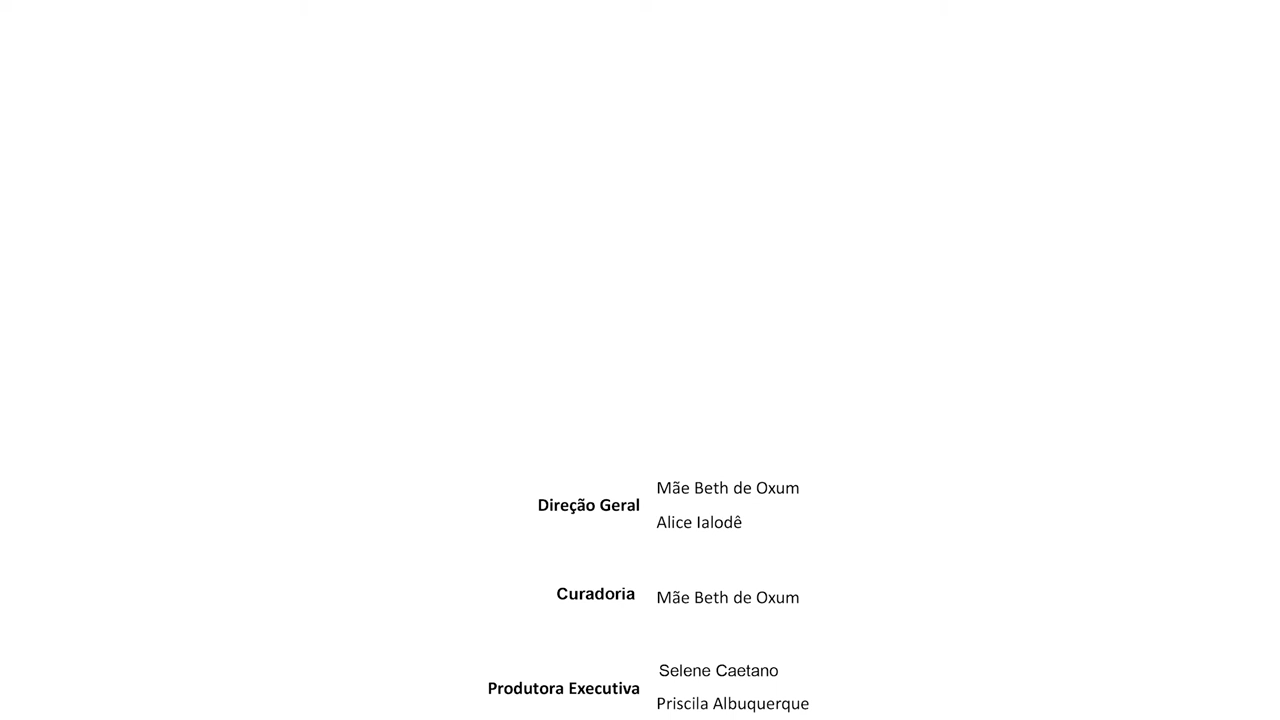 Mãe Beth de Oxum
Direção Geral
Alice Ialodê
Curadoria Mãe Beth de Oxum
Selene Caetano
Produtora Executiva
Priscila Albuquerque